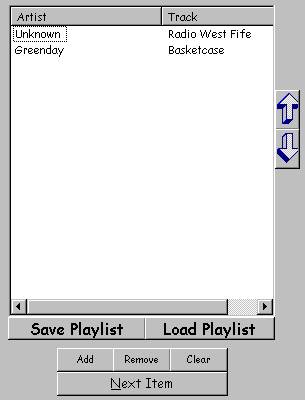 Artist Track
Unknown Radio West Fife
Greenday Basketcase
Save Playlist Load Playlist
Add Remove Clear
Next Item